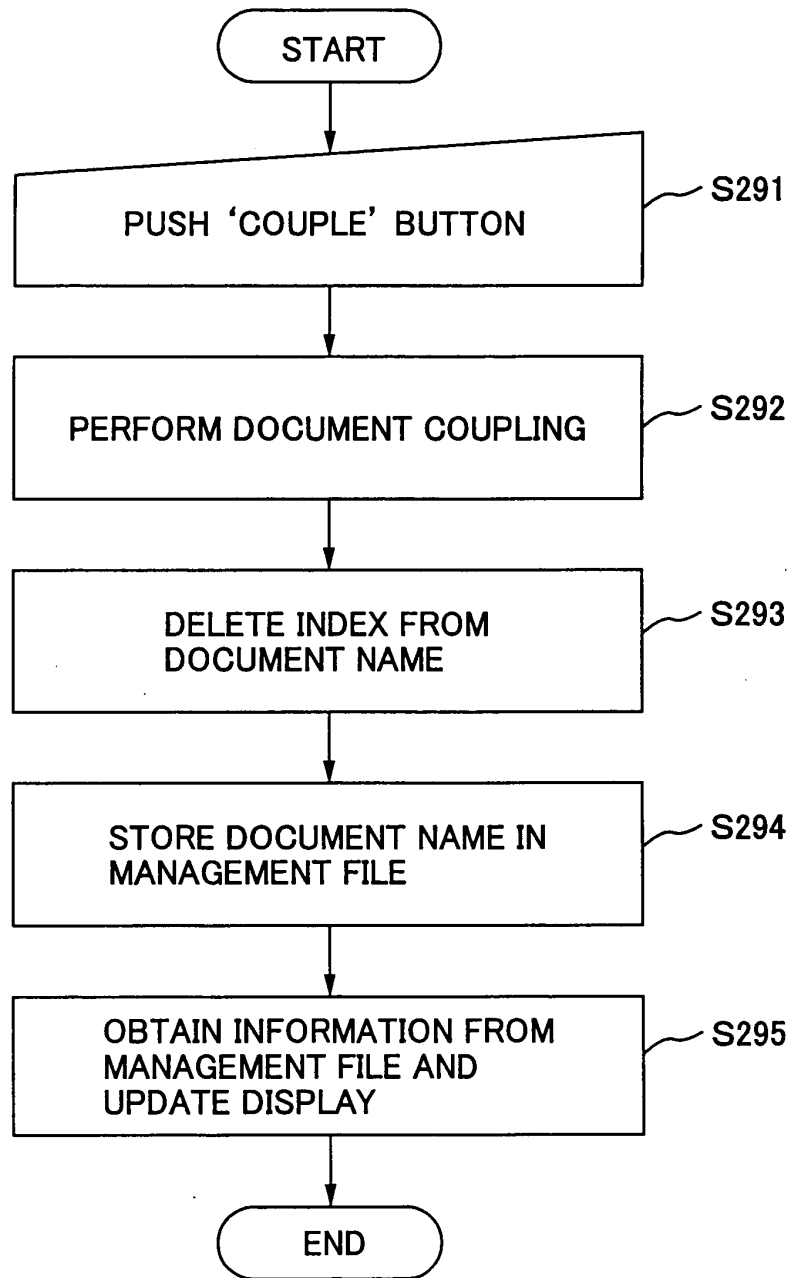 START
PUSH ‘COUPLE’ BUTTON
S291
PERFORM DOCUMENT COUPLING
S292
DELETE INDEX FROM
DOCUMENT NAME
S293
STORE DOCUMENT NAME IN
MANAGEMENT FILE
S294
OBTAIN INFORMATION FROM
MANAGEMENT FILE AND
UPDATE DISPLAY
S295
END